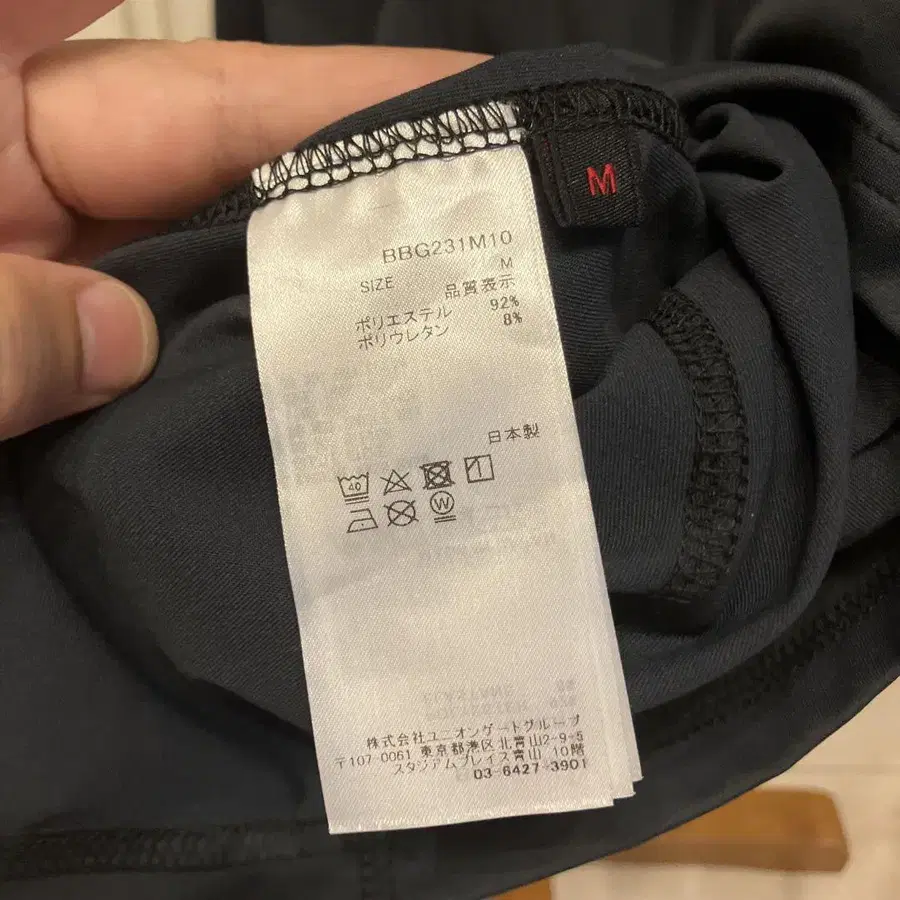 M
BBG231M10
SIZE M
品質表示
ポリエステル 92%
ポリウレタン 8%
日本製
40
W
株式会社ユニオンゲートグループ
〒107-0061 東京都港区北青山2-9-5
スタジアムプレイス青山 10階
03-6427-3901